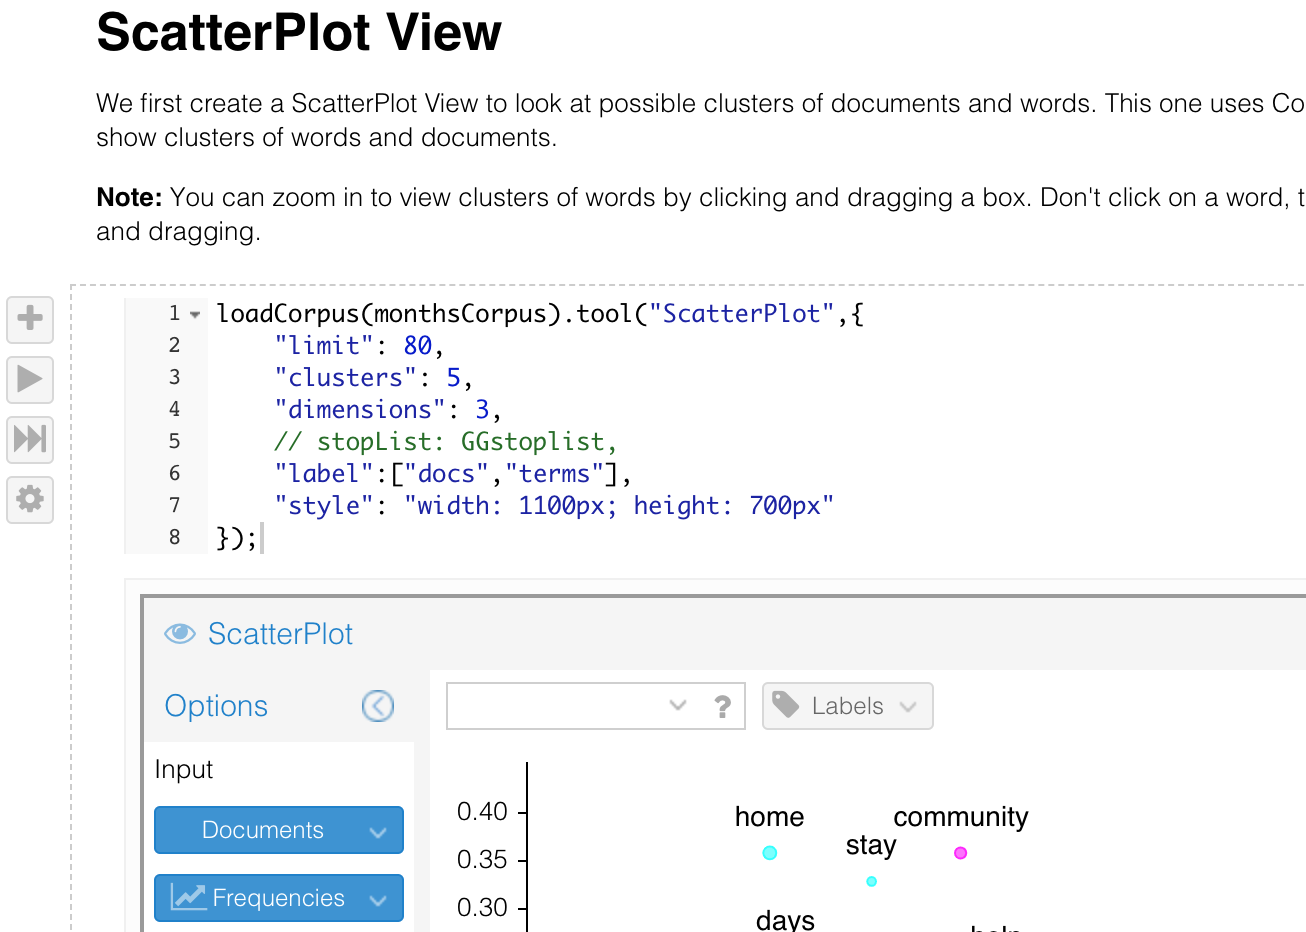 ScatterPlot View
We first create a ScatterPlot View to look at possible clusters of documents and words. This one uses Co
show clusters of words and documents.
Note: You can zoom in to view clusters of words by clicking and dragging a box. Don't click on a word, t
and dragging.
1 loadCorpus(monthsCorpus).tool("ScatterPlot",{
2 "limit": 80,
3 "clusters": 5,
4 "dimensions": 3,
5 // stopList: GGstoplist,
6 "label":["docs","terms"],
7 "style": "width: 1100px; height: 700px"
8 });
ScatterPlot
Options
? Labels
Input
Documents
Frequencies
0.40
0.35
0.30
home
community
stay
days
help